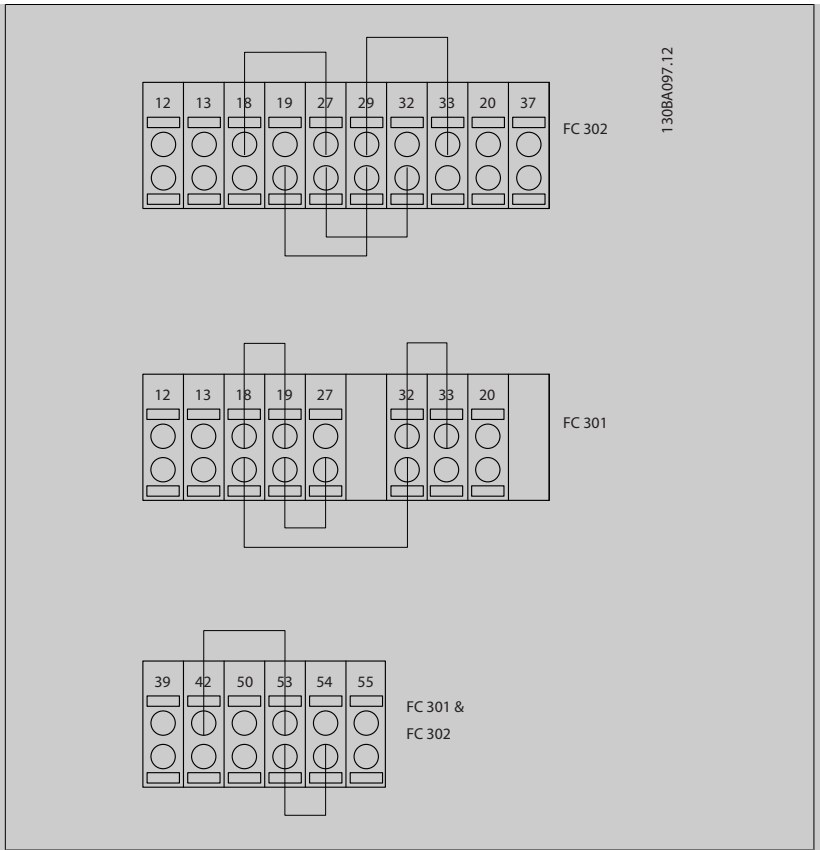 130BA097.12
12 13 18 19 27 29 32 33 20 37
FC 302
12 13 18 19 27 32 33 20
FC 301
39 42 50 53 54 55
FC 301 &
FC 302